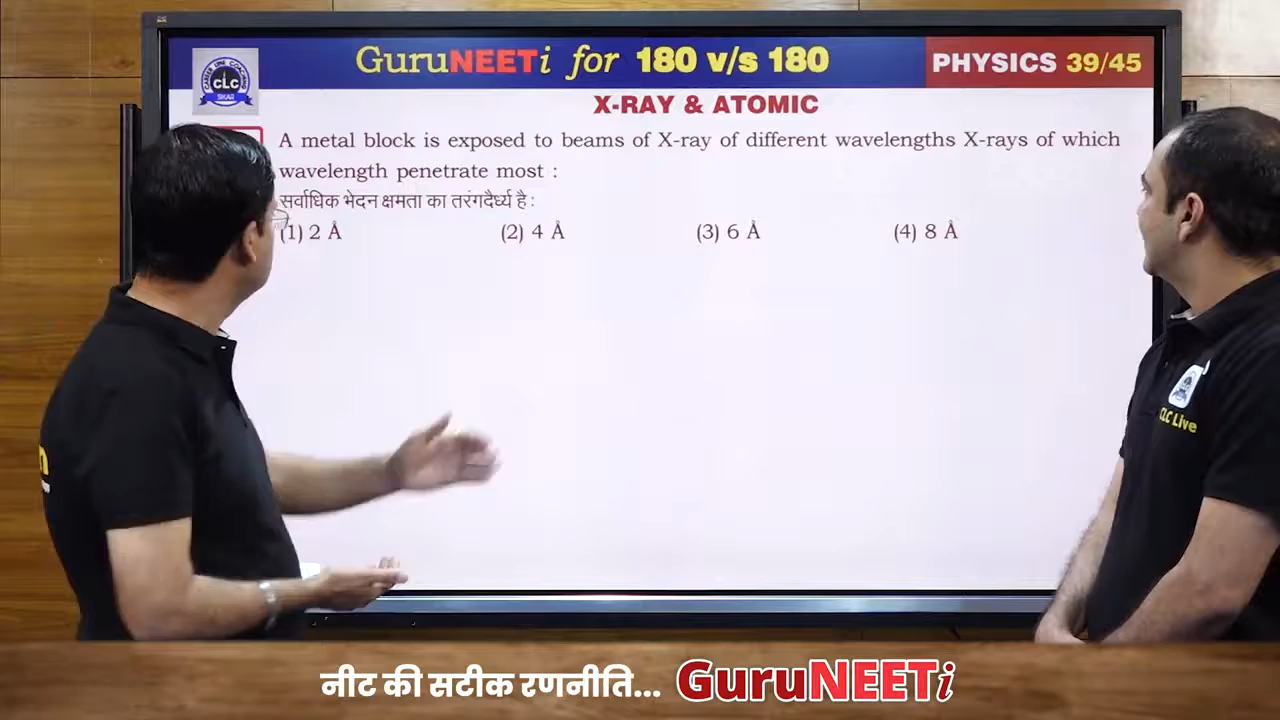 GuruNEETi for 180 v/s 180
PHYSICS 39/45
CLC
SIKAR
X-RAY & ATOMIC
A metal block is exposed to beams of X-ray of different wavelengths X-rays of which
wavelength penetrate most :
सर्वाधिक भेदन क्षमता का तरंगदैर्ध्य है :
(1) 2 Å (2) 4 Å (3) 6 Å (4) 8 Å
CLC Live
नीट की सटीक रणनीति... GuruNEETi